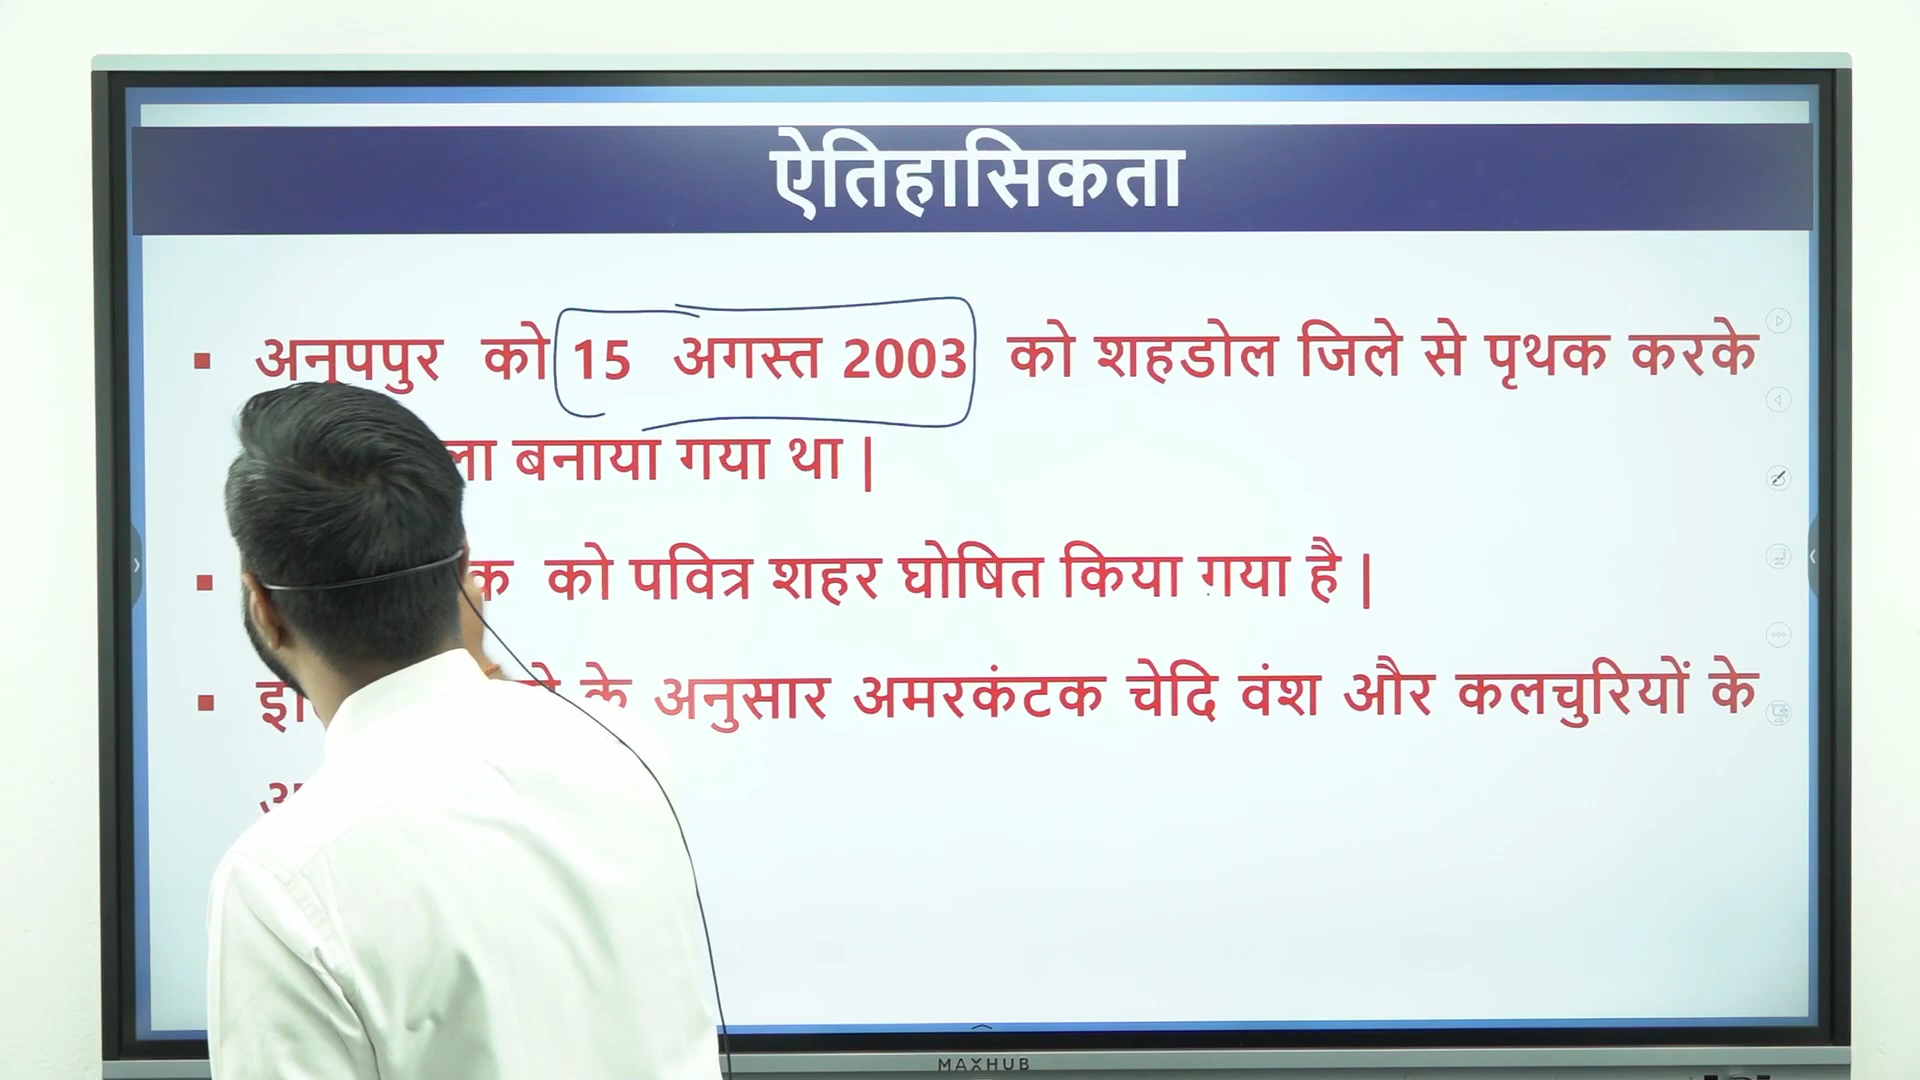 ऐतिहासिकता
▪ अनूपपुर को 15 अगस्त 2003 को शहडोल जिले से पृथक करके
बनाया गया था |
▪ को पवित्र शहर घोषित किया गया है |
▪ के अनुसार अमरकंटक चेदि वंश और कलचुरियों के
MAXHUB